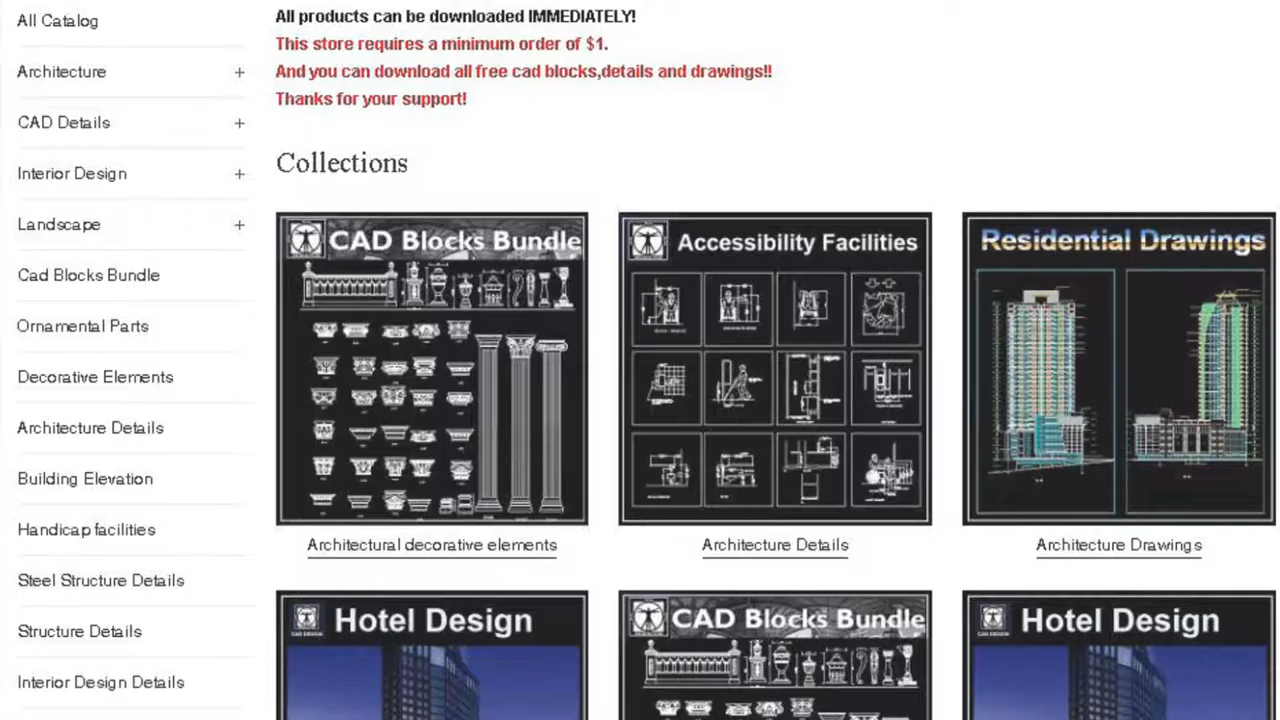 All Catalog
Architecture +
CAD Details +
Interior Design +
Landscape +
Cad Blocks Bundle
Ornamental Parts
Decorative Elements
Architecture Details
Building Elevation
Handicap facilities
Steel Structure Details
Structure Details
Interior Design Details
All products can be downloaded IMMEDIATELY!
This store requires a minimum order of $1.
And you can download all free cad blocks,details and drawings!!
Thanks for your support!
Collections
CAD Blocks Bundle
Accessibility Facilities
Residential Drawings
Architectural decorative elements
Architecture Details
Architecture Drawings
CAD DESIGN
Hotel Design
CAD Blocks Bundle
CAD DESIGN
Hotel Design